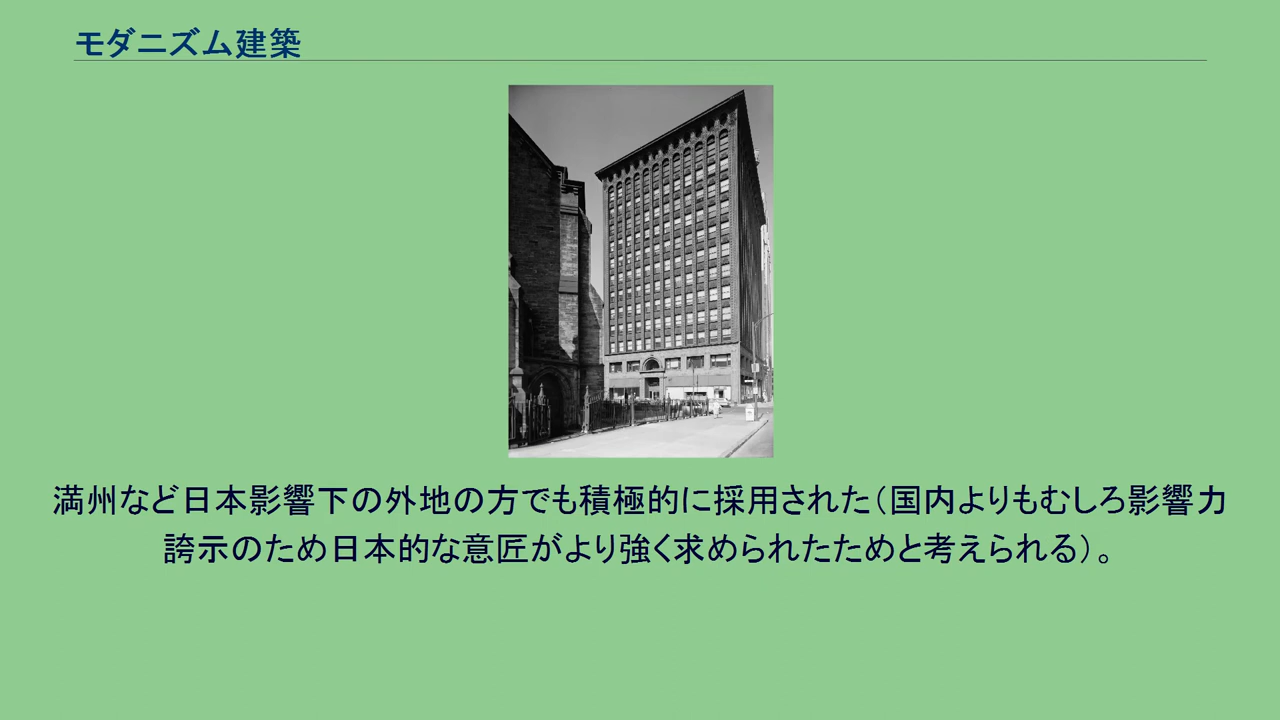 モダニズム建築
満州など日本影響下の外地の方でも積極的に採用された（国内よりもむしろ影響力
誇示のため日本的な意匠がより強く求められたためと考えられる）。